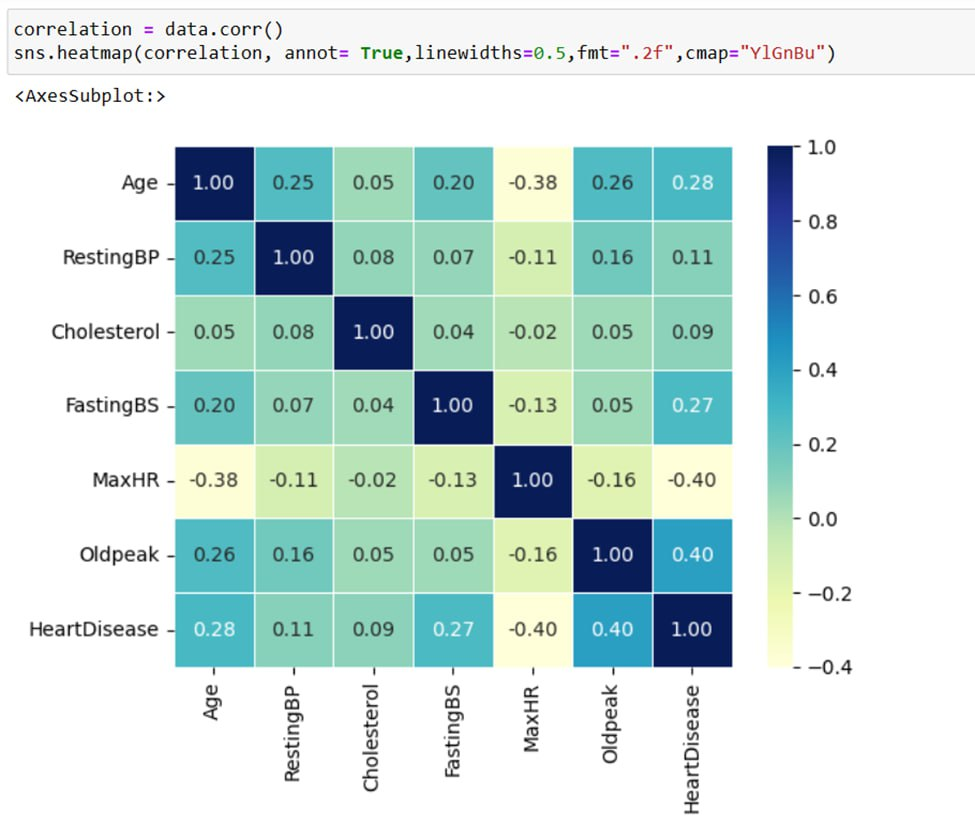 correlation = data.corr()
sns.heatmap(correlation, annot= True,linewidths=0.5,fmt=".2f",cmap="YlGnBu")
<AxesSubplot:>
Age 1.00 0.25 0.05 0.20 -0.38 0.26 0.28
RestingBP 0.25 1.00 0.08 0.07 -0.11 0.16 0.11
Cholesterol 0.05 0.08 1.00 0.04 -0.02 0.05 0.09
FastingBS 0.20 0.07 0.04 1.00 -0.13 0.05 0.27
MaxHR -0.38 -0.11 -0.02 -0.13 1.00 -0.16 -0.40
Oldpeak 0.26 0.16 0.05 0.05 -0.16 1.00 0.40
HeartDisease 0.28 0.11 0.09 0.27 -0.40 0.40 1.00
Age
RestingBP
Cholesterol
FastingBS
MaxHR
Oldpeak
HeartDisease
1.0
0.8
0.6
0.4
0.2
0.0
−0.2
−0.4